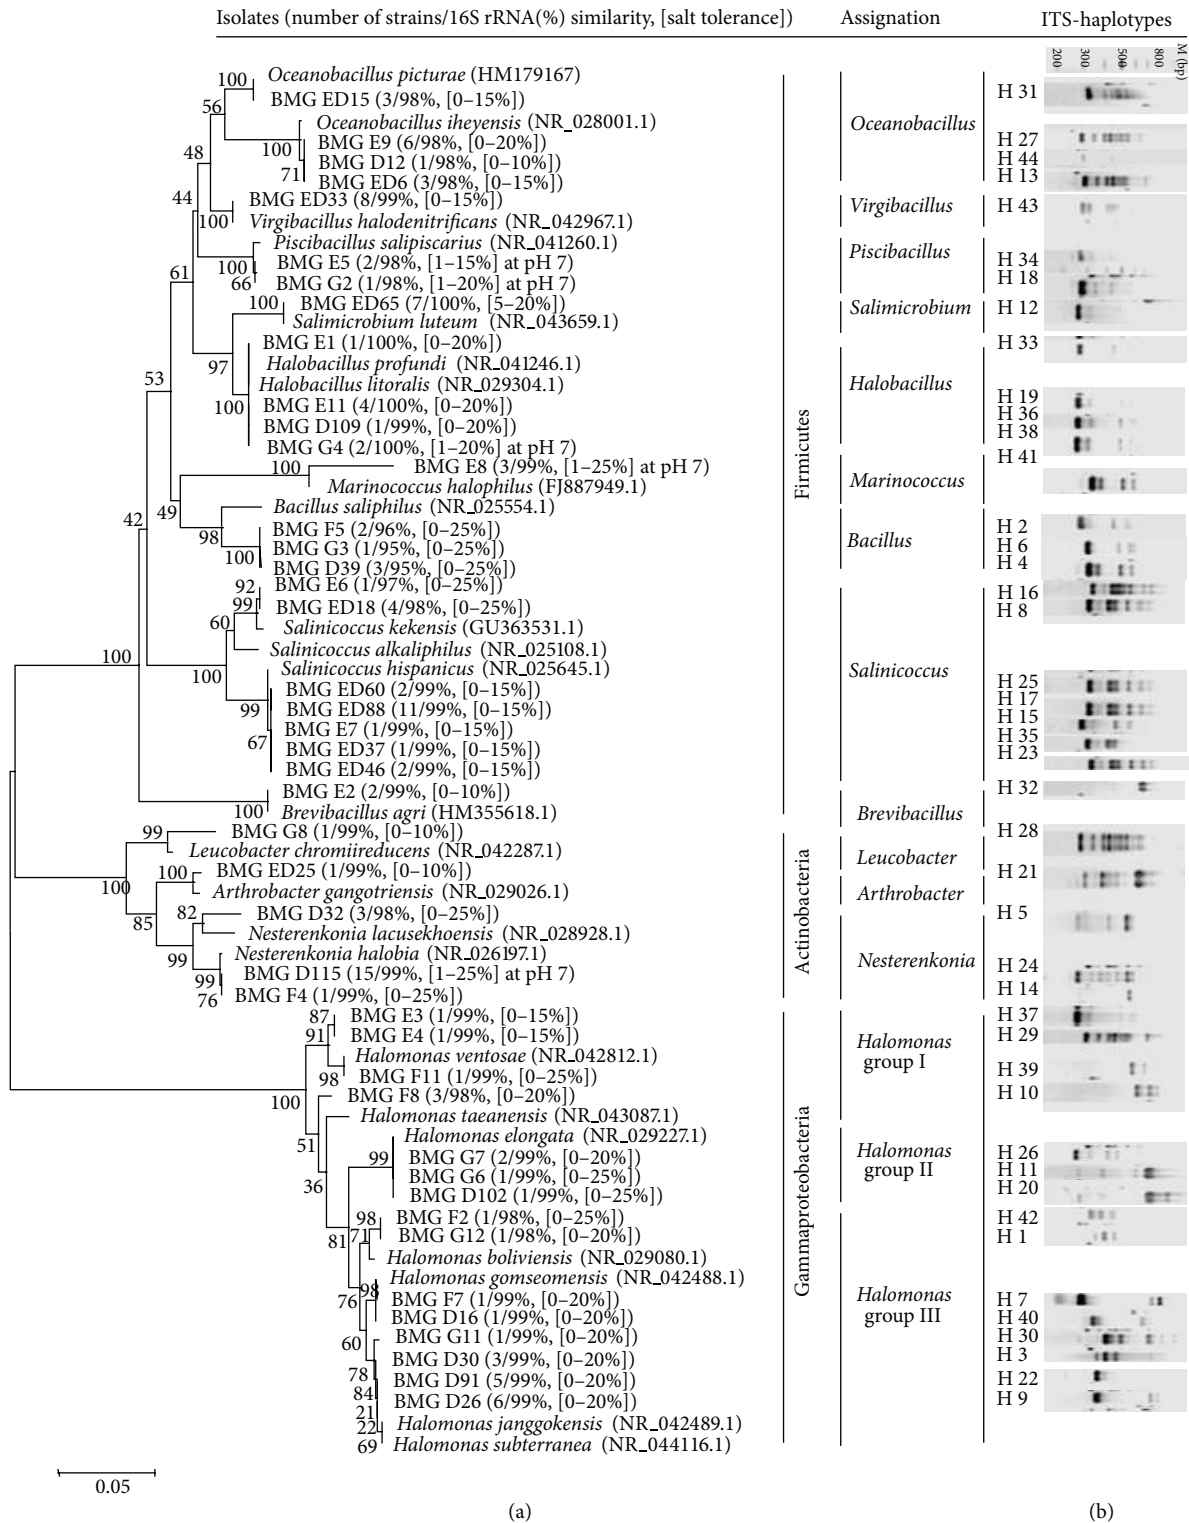 Isolates (number of strains/16S rRNA(%) similarity, [salt tolerance]) Assignation ITS-haplotypes
200 300 500 800 M (bp)
100 Oceanobacillus picturae (HM179167)
BMG ED15 (3/98%, [0–15%]) H 31
56
Oceanobacillus iheyensis (NR_028001.1) Oceanobacillus
100 BMG E9 (6/98%, [0–20%]) H 27
48 BMG D12 (1/98%, [0–10%]) H 44
71 BMG ED6 (3/98%, [0–15%]) H 13
44 BMG ED33 (8/99%, [0–15%]) Virgibacillus H 43
100 Virgibacillus halodenitrificans (NR_042967.1)
Piscibacillus salipiscarius (NR_041260.1) Piscibacillus
100 BMG E5 (2/98%, [1–15%] at pH 7) H 34
61 66 BMG G2 (1/98%, [1–20%] at pH 7) H 18
100 BMG ED65 (7/100%, [5–20%]) Salimicrobium H 12
Salimicrobium luteum (NR_043659.1)
BMG E1 (1/100%, [0–20%]) H 33
97 Halobacillus profundi (NR_041246.1)
53 Halobacillus litoralis (NR_029304.1) Halobacillus
100 BMG E11 (4/100%, [0–20%]) H 19
BMG D109 (1/99%, [0–20%]) H 36
BMG G4 (2/100%, [1–20%] at pH 7) H 38
100 BMG E8 (3/99%, [1–25%] at pH 7) H 41
Marinococcus halophilus (FJ887949.1) Marinococcus
Firmicutes
49 Bacillus saliphilus (NR_025554.1)
42 98 BMG F5 (2/96%, [0–25%]) H 2
100 BMG G3 (1/95%, [0–25%]) Bacillus H 6
BMG D39 (3/95%, [0–25%]) H 4
92 BMG E6 (1/97%, [0–25%]) H 16
99 BMG ED18 (4/98%, [0–25%]) H 8
60 Salinicoccus kekensis (GU363531.1)
Salinicoccus alkaliphilus (NR_025108.1)
100 100 Salinicoccus hispanicus (NR_025645.1) Salinicoccus
BMG ED60 (2/99%, [0–15%]) H 25
99 BMG ED88 (11/99%, [0–15%]) H 17
BMG E7 (1/99%, [0–15%]) H 15
67 BMG ED37 (1/99%, [0–15%]) H 35
BMG ED46 (2/99%, [0–15%]) H 23
BMG E2 (2/99%, [0–10%]) H 32
100 Brevibacillus agri (HM355618.1) Brevibacillus
99 BMG G8 (1/99%, [0–10%]) H 28
Leucobacter chromiireducens (NR_042287.1) Leucobacter
100 100 BMG ED25 (1/99%, [0–10%]) H 21
Arthrobacter gangotriensis (NR_029026.1) Arthrobacter
85 82 BMG D32 (3/98%, [0–25%]) H 5
Nesterenkonia lacusekhoensis (NR_028928.1)
Actinobacteria
99 Nesterenkonia halobia (NR_026197.1) Nesterenkonia
99 BMG D115 (15/99%, [1–25%] at pH 7) H 24
76 BMG F4 (1/99%, [0–25%]) H 14
87 BMG E3 (1/99%, [0–15%]) H 37
91 BMG E4 (1/99%, [0–15%]) H 29
Halomonas ventosae (NR_042812.1) Halomonas group I
98 BMG F11 (1/99%, [0–25%]) H 39
100 BMG F8 (3/98%, [0–20%]) H 10
Halomonas taeanensis (NR_043087.1)
51 Halomonas elongata (NR_029227.1)
99 BMG G7 (2/99%, [0–20%]) Halomonas group II H 26
36 BMG G6 (1/99%, [0–25%]) H 11
BMG D102 (1/99%, [0–25%]) H 20
98 BMG F2 (1/98%, [0–25%]) H 42
81 71 BMG G12 (1/98%, [0–20%]) H 1
Halomonas boliviensis (NR_029080.1)
Gammaproteobacteria
98 Halomonas gomseomensis (NR_042488.1)
76 BMG F7 (1/99%, [0–20%]) Halomonas group III H 7
BMG D16 (1/99%, [0–20%]) H 40
60 BMG G11 (1/99%, [0–20%]) H 30
78 BMG D30 (3/99%, [0–20%]) H 3
84 BMG D91 (5/99%, [0–20%]) H 22
21 BMG D26 (6/99%, [0–20%]) H 9
22 Halomonas janggokensis (NR_042489.1)
69 Halomonas subterranea (NR_044116.1)
0.05
(a) (b)